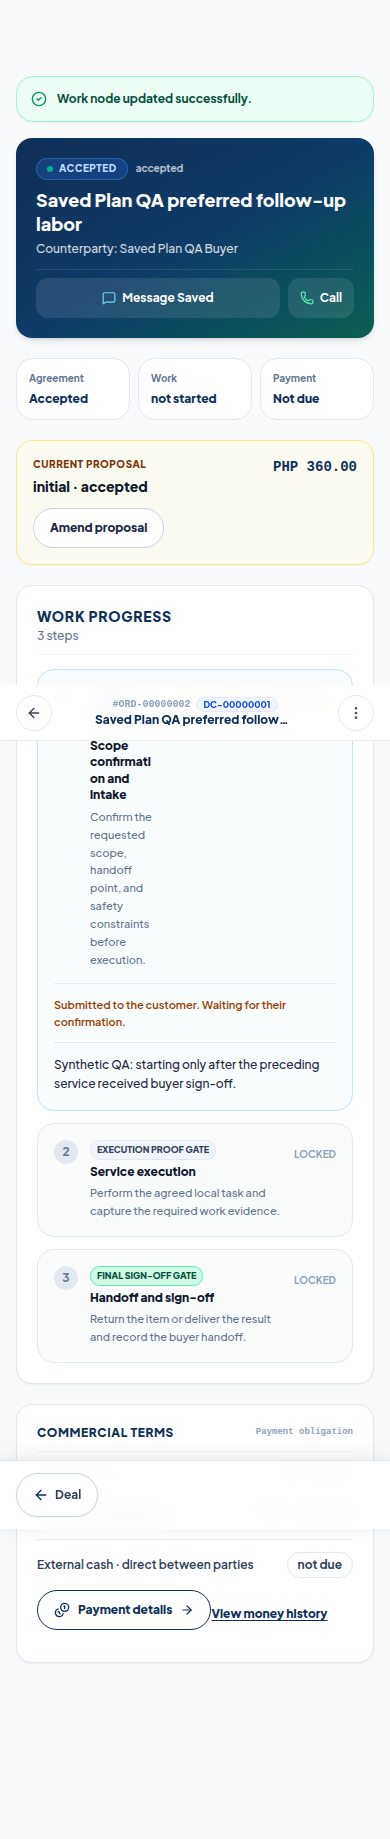 Work node updated successfully.
ACCEPTED accepted
Saved Plan QA preferred follow-up
labor
Counterparty: Saved Plan QA Buyer
Message Saved
Call
Agreement
Accepted
Work
not started
Payment
Not due
CURRENT PROPOSAL
PHP 360.00
initial · accepted
Amend proposal
WORK PROGRESS
3 steps
#ORD-00000002 DC-00000001
Saved Plan QA preferred follow…
Scope
confirmati
on and
intake
Confirm the
requested
scope,
handoff
point, and
safety
constraints
before
execution.
Submitted to the customer. Waiting for their
confirmation.
Synthetic QA: starting only after the preceding
service received buyer sign-off.
2
EXECUTION PROOF GATE
LOCKED
Service execution
Perform the agreed local task and
capture the required work evidence.
3
FINAL SIGN-OFF GATE
LOCKED
Handoff and sign-off
Return the item or deliver the result
and record the buyer handoff.
COMMERCIAL TERMS
Payment obligation
Deal
External cash · direct between parties
not due
Payment details
View money history